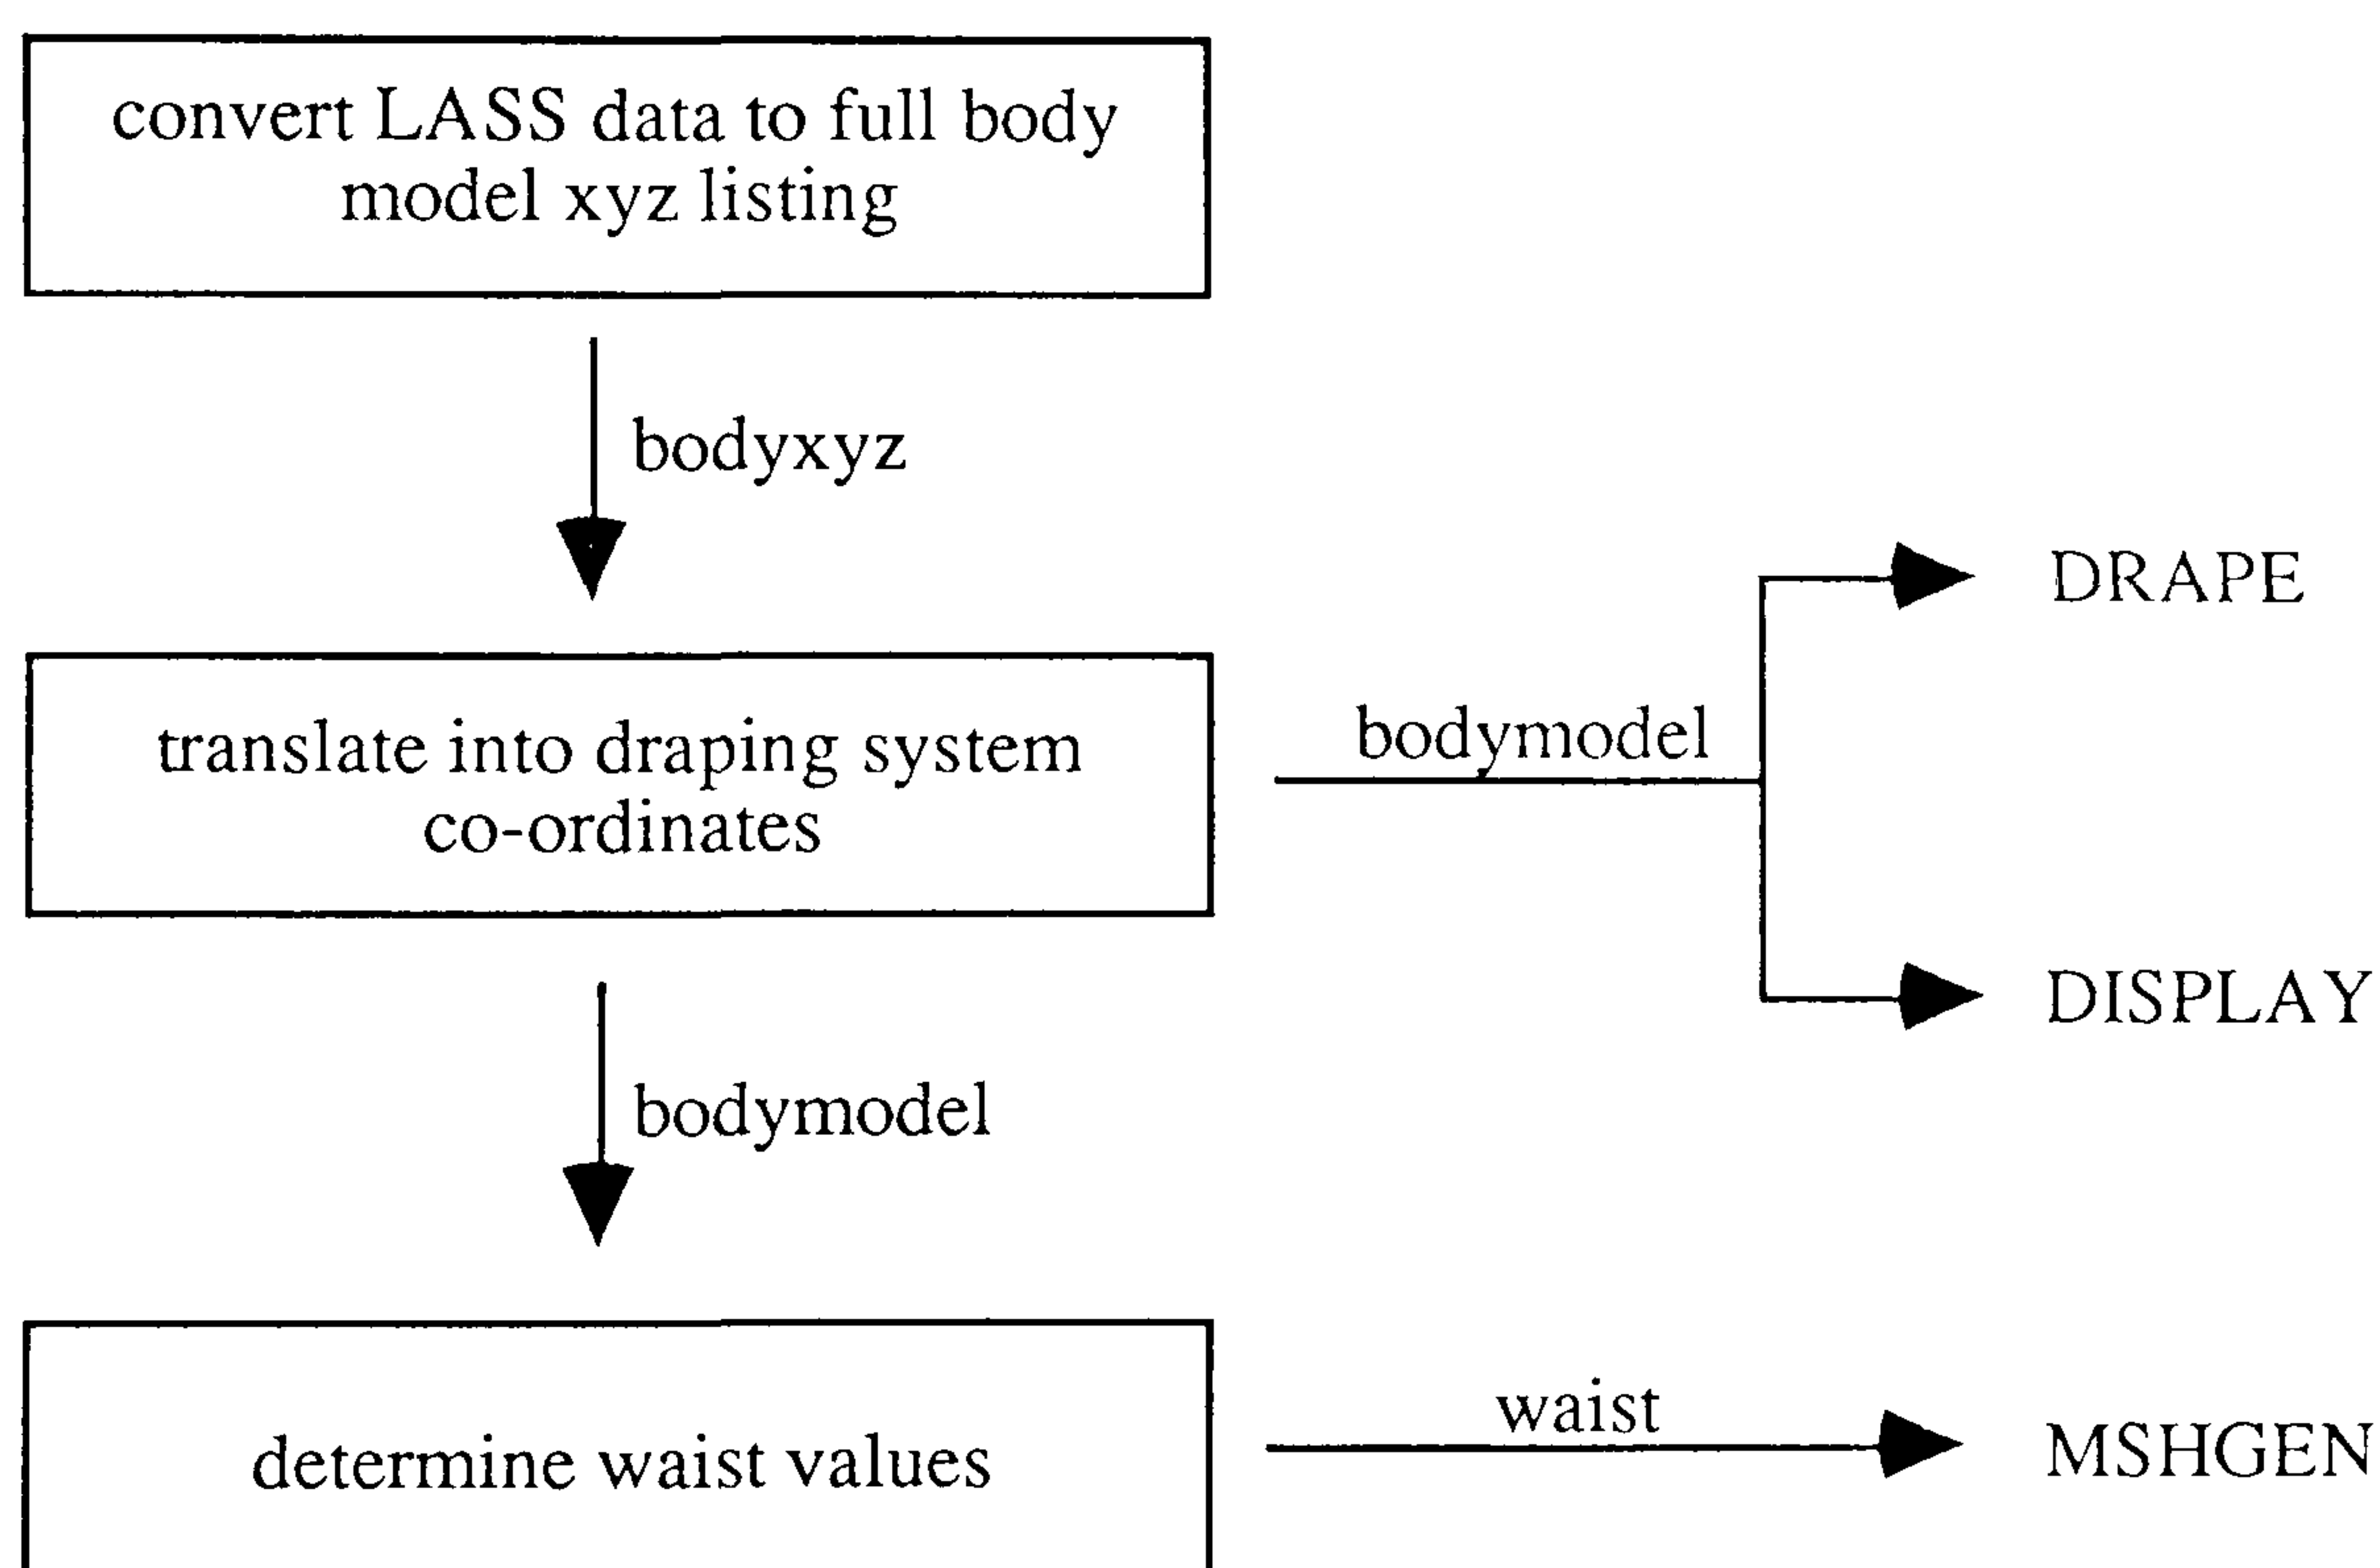 convert LASS data to full body
model xyz listing
bodyxyz
DRAPE
translate into draping system
co-ordinates
bodymodel
DISPLAY
bodymodel
determine waist values
waist
MSHGEN